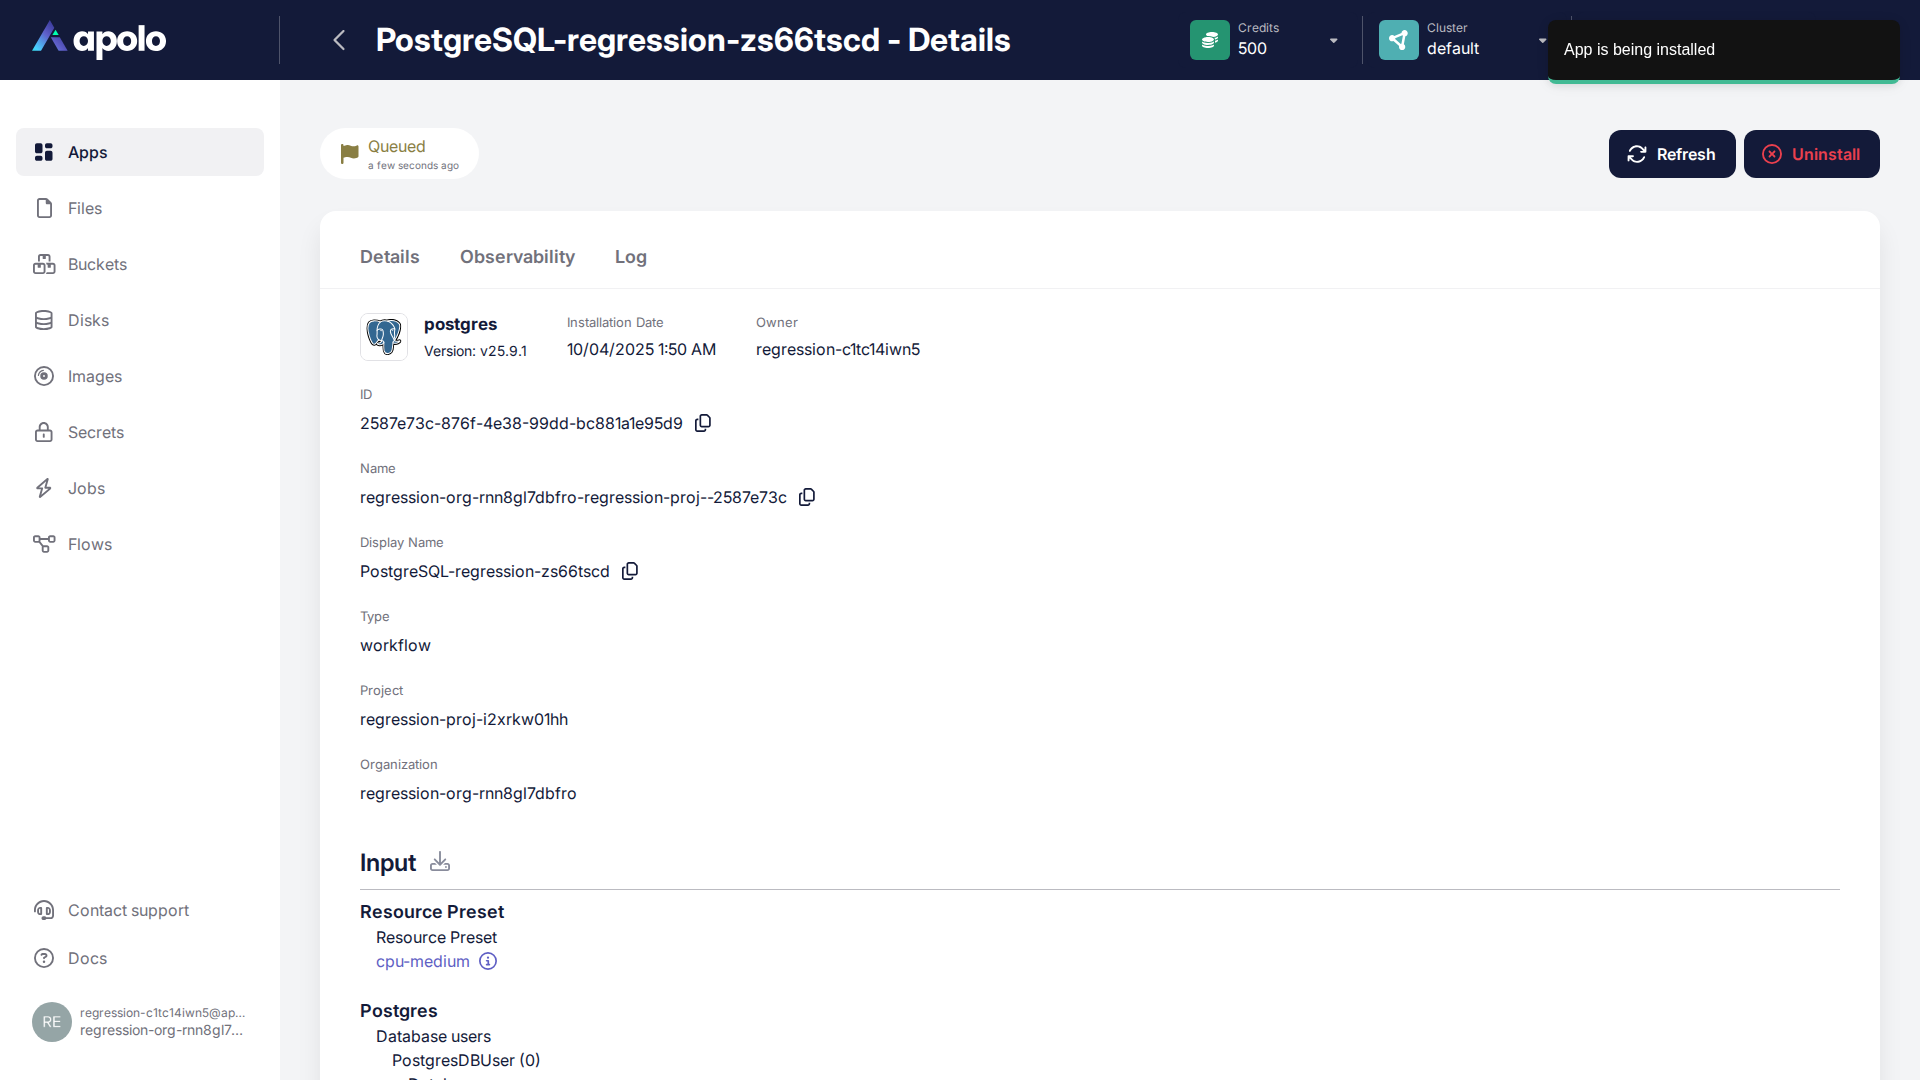 apolo
PostgreSQL-regression-zs66tscd - Details
Credits
500
Cluster
default
App is being installed
Apps
Files
Buckets
Disks
Images
Secrets
Jobs
Flows
Contact support
Docs
RE
regression-c1tc14iwn5@ap...
regression-org-rnn8gl7...
Queued
a few seconds ago
Refresh
Uninstall
Details
Observability
Log
postgres
Version: v25.9.1
Installation Date
10/04/2025 1:50 AM
Owner
regression-c1tc14iwn5
ID
2587e73c-876f-4e38-99dd-bc881a1e95d9
Name
regression-org-rnn8gl7dbfro-regression-proj--2587e73c
Display Name
PostgreSQL-regression-zs66tscd
Type
workflow
Project
regression-proj-i2xrkw01hh
Organization
regression-org-rnn8gl7dbfro
Input
Resource Preset
Resource Preset
cpu-medium
Postgres
Database users
PostgresDBUser (0)